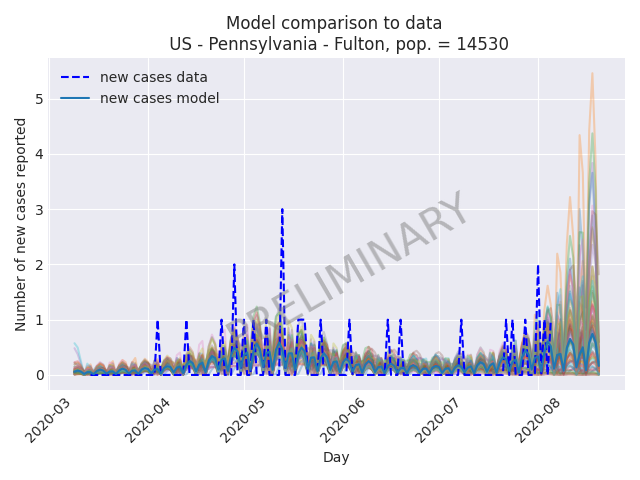 Model comparison to data
US - Pennsylvania - Fulton, pop. = 14530
new cases data
new cases model
Number of new cases reported
5
4
3
2
1
0
PRELIMINARY
2020-03
2020-04
2020-05
2020-06
2020-07
2020-08
Day